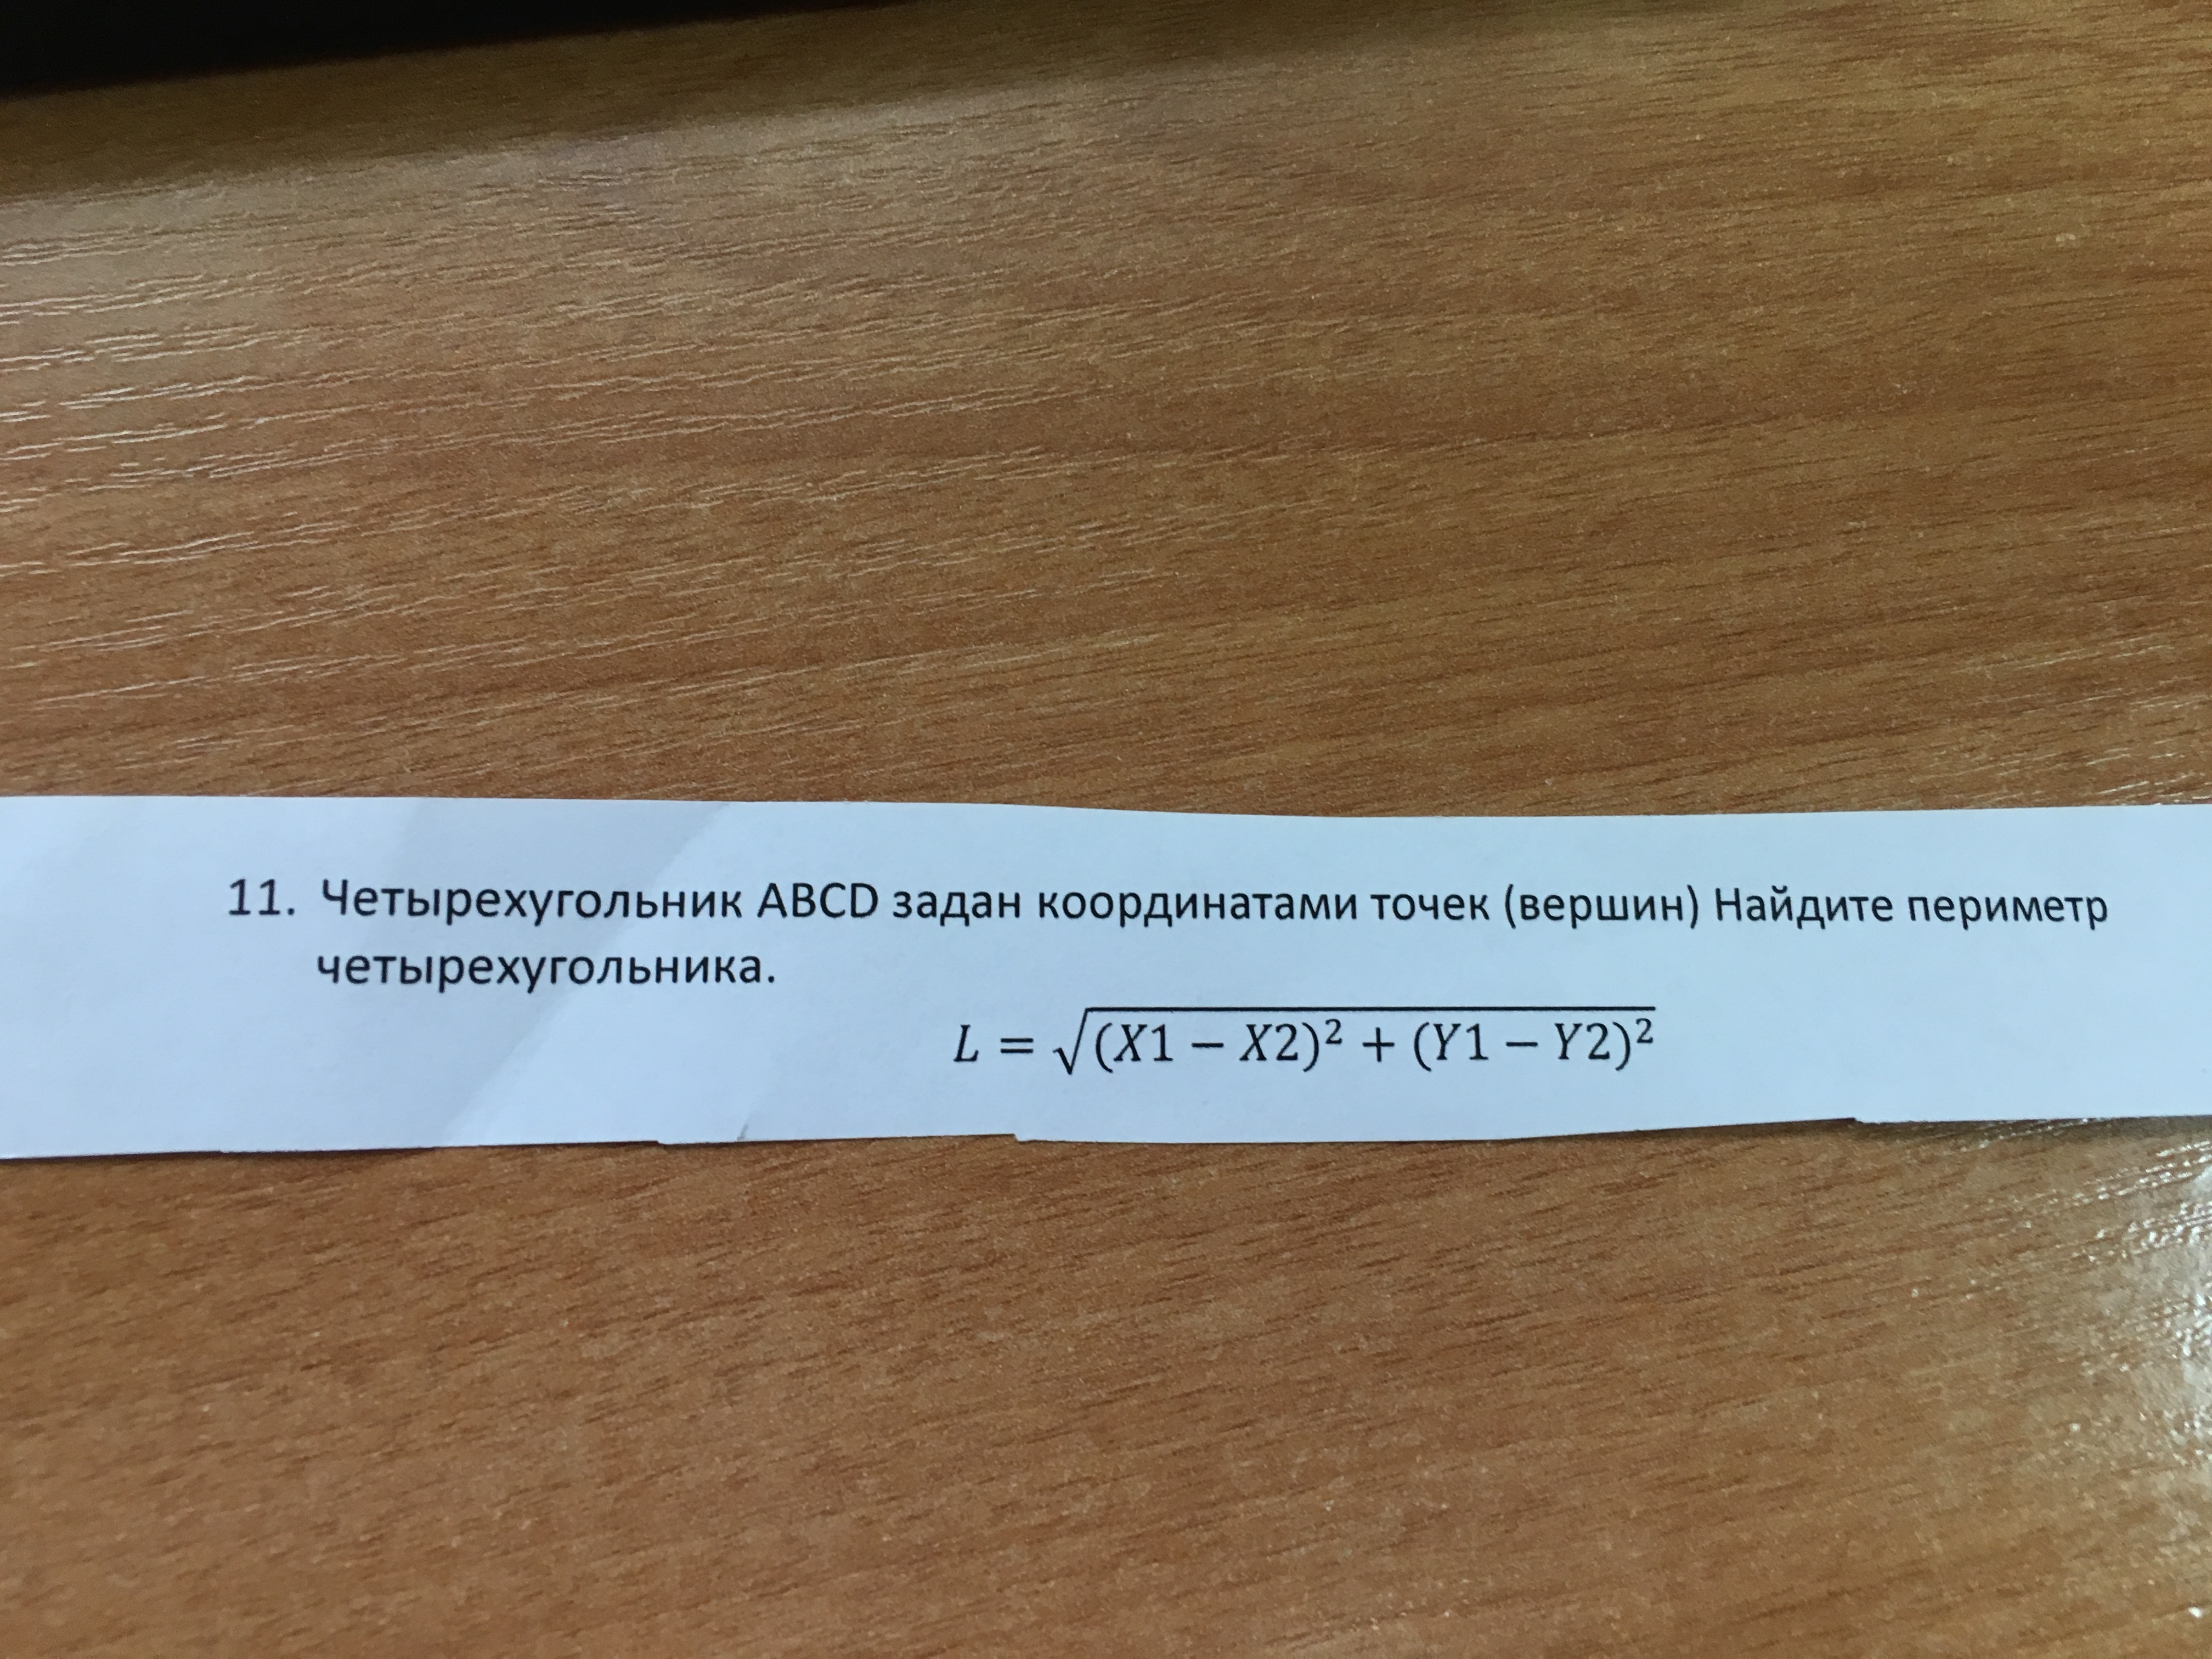 11. Четырехугольник ABCD задан координатами точек (вершин) Найдите периметр
четырехугольника.
L = √(X1 − X2)² + (Y1 − Y2)²